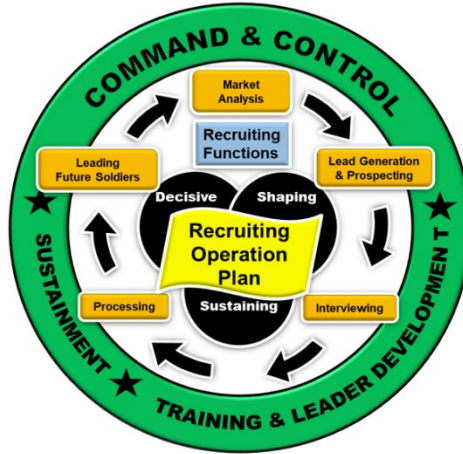 COMMAND & CONTROL
Market
Analysis
Recruiting
Functions
Leading
Future Soldiers
Lead Generation
& Prospecting
Decisive
Shaping
Recruiting
Operation
Plan
Sustaining
Processing
Interviewing
SUSTAINMENT
TRAINING & LEADER DEVELOPMEN T